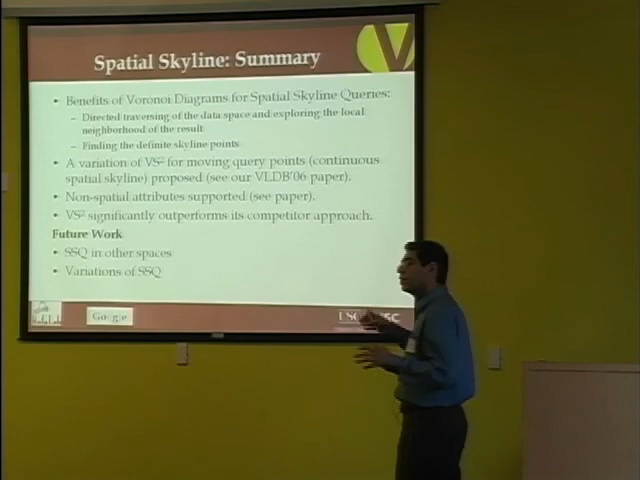 V
Spatial Skyline: Summary
• Benefits of Voronoi Diagrams for Spatial Skyline Queries:
– Directed traversing of the data space and exploring the local
neighborhood of the result
– Finding the definite skyline points
• A variation of VS² for moving query points (continuous
spatial skyline) proposed (see our VLDB'06 paper).
• Non-spatial attributes supported (see paper).
• VS² significantly outperforms its competitor approach.
Future Work
• SSQ in other spaces
• Variations of SSQ
Google